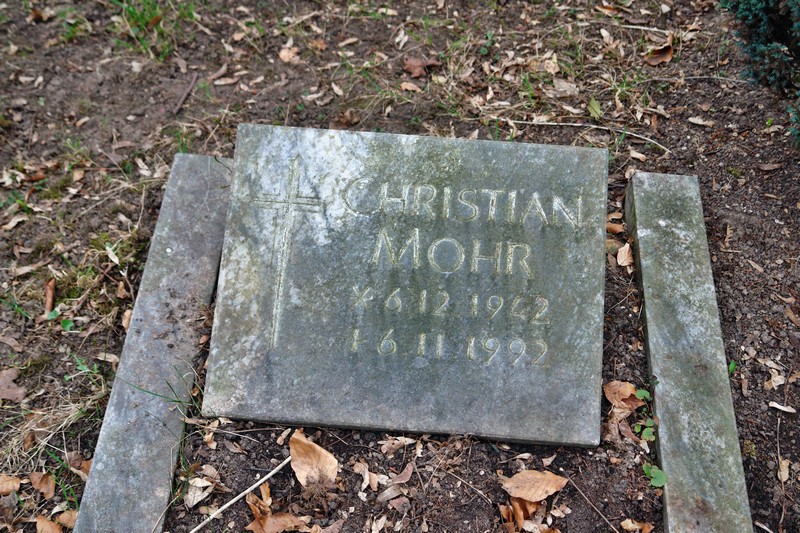 CHRISTIAN
MOHR
* 6 12 1942
† 6 11 1992